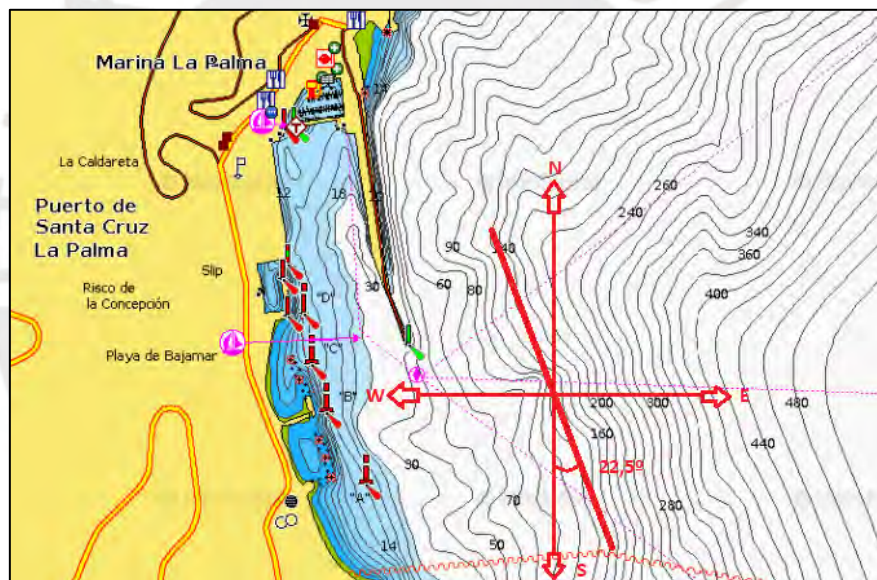 Marina La Palma
La Caldareta
Puerto de
Santa Cruz
La Palma
Slip
Risco de
la Concepción
Playa de Bajamar
12
18
30
"D"
"C"
"B"
"A"
30
14
50
70
90
60
80
N
W
E
S
22,5º
260
240
340
360
400
200
300
480
160
440
280